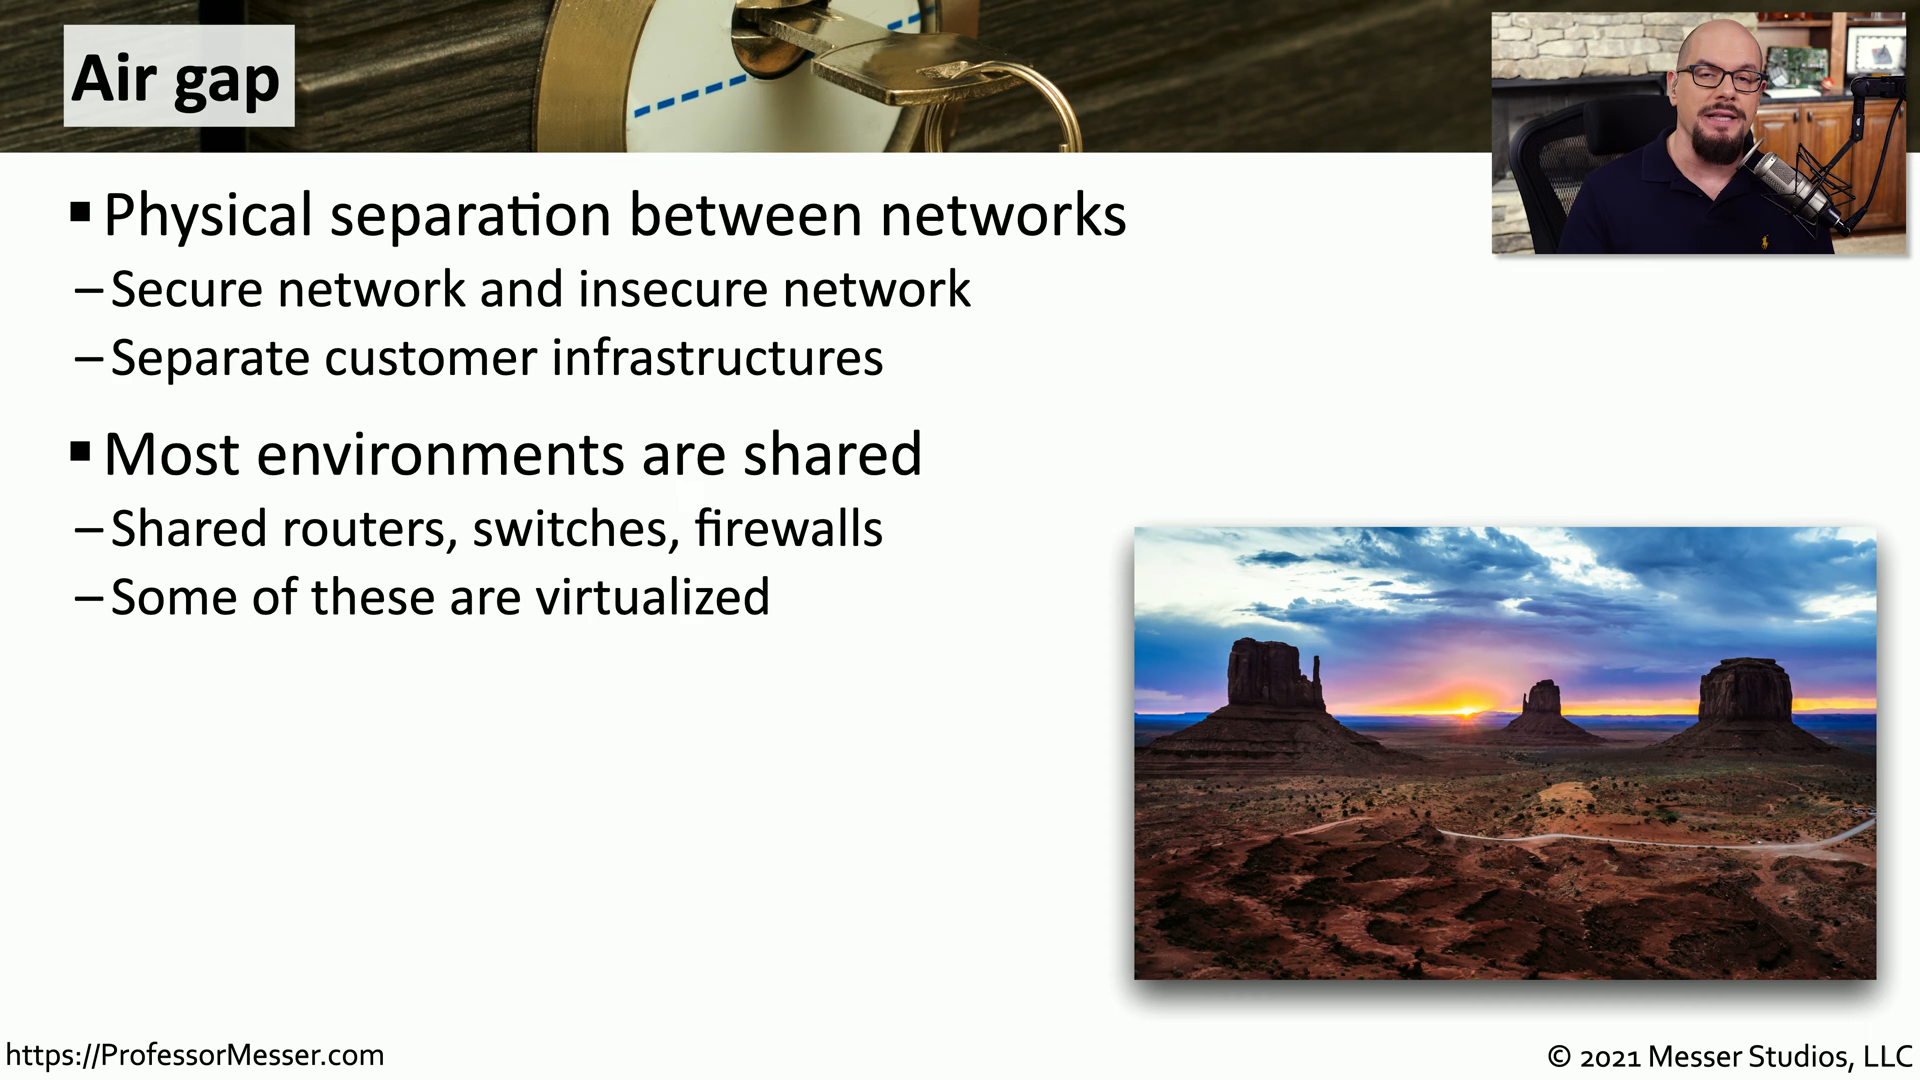 Air gap
▪ Physical separation between networks
– Secure network and insecure network
– Separate customer infrastructures
▪ Most environments are shared
– Shared routers, switches, firewalls
– Some of these are virtualized
https://ProfessorMesser.com
© 2021 Messer Studios, LLC